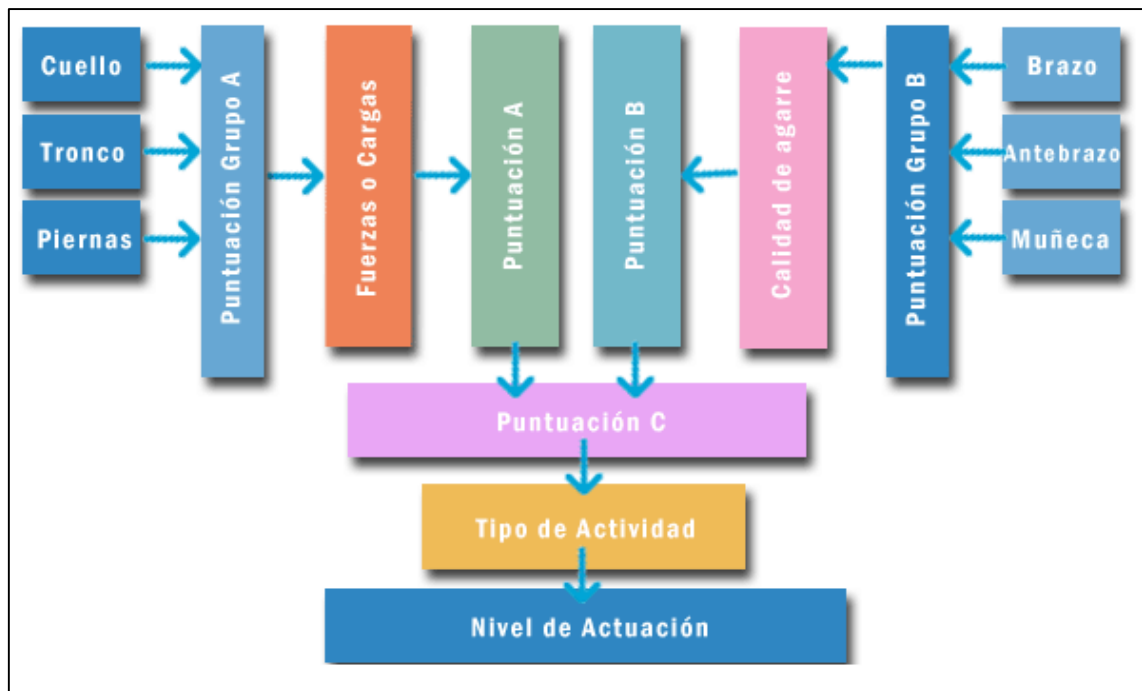 Cuello
Tronco
Piernas
Puntuación Grupo A
Fuerzas o Cargas
Puntuación A
Puntuación B
Calidad de agarre
Puntuación Grupo B
Brazo
Antebrazo
Muñeca
Puntuación C
Tipo de Actividad
Nivel de Actuación